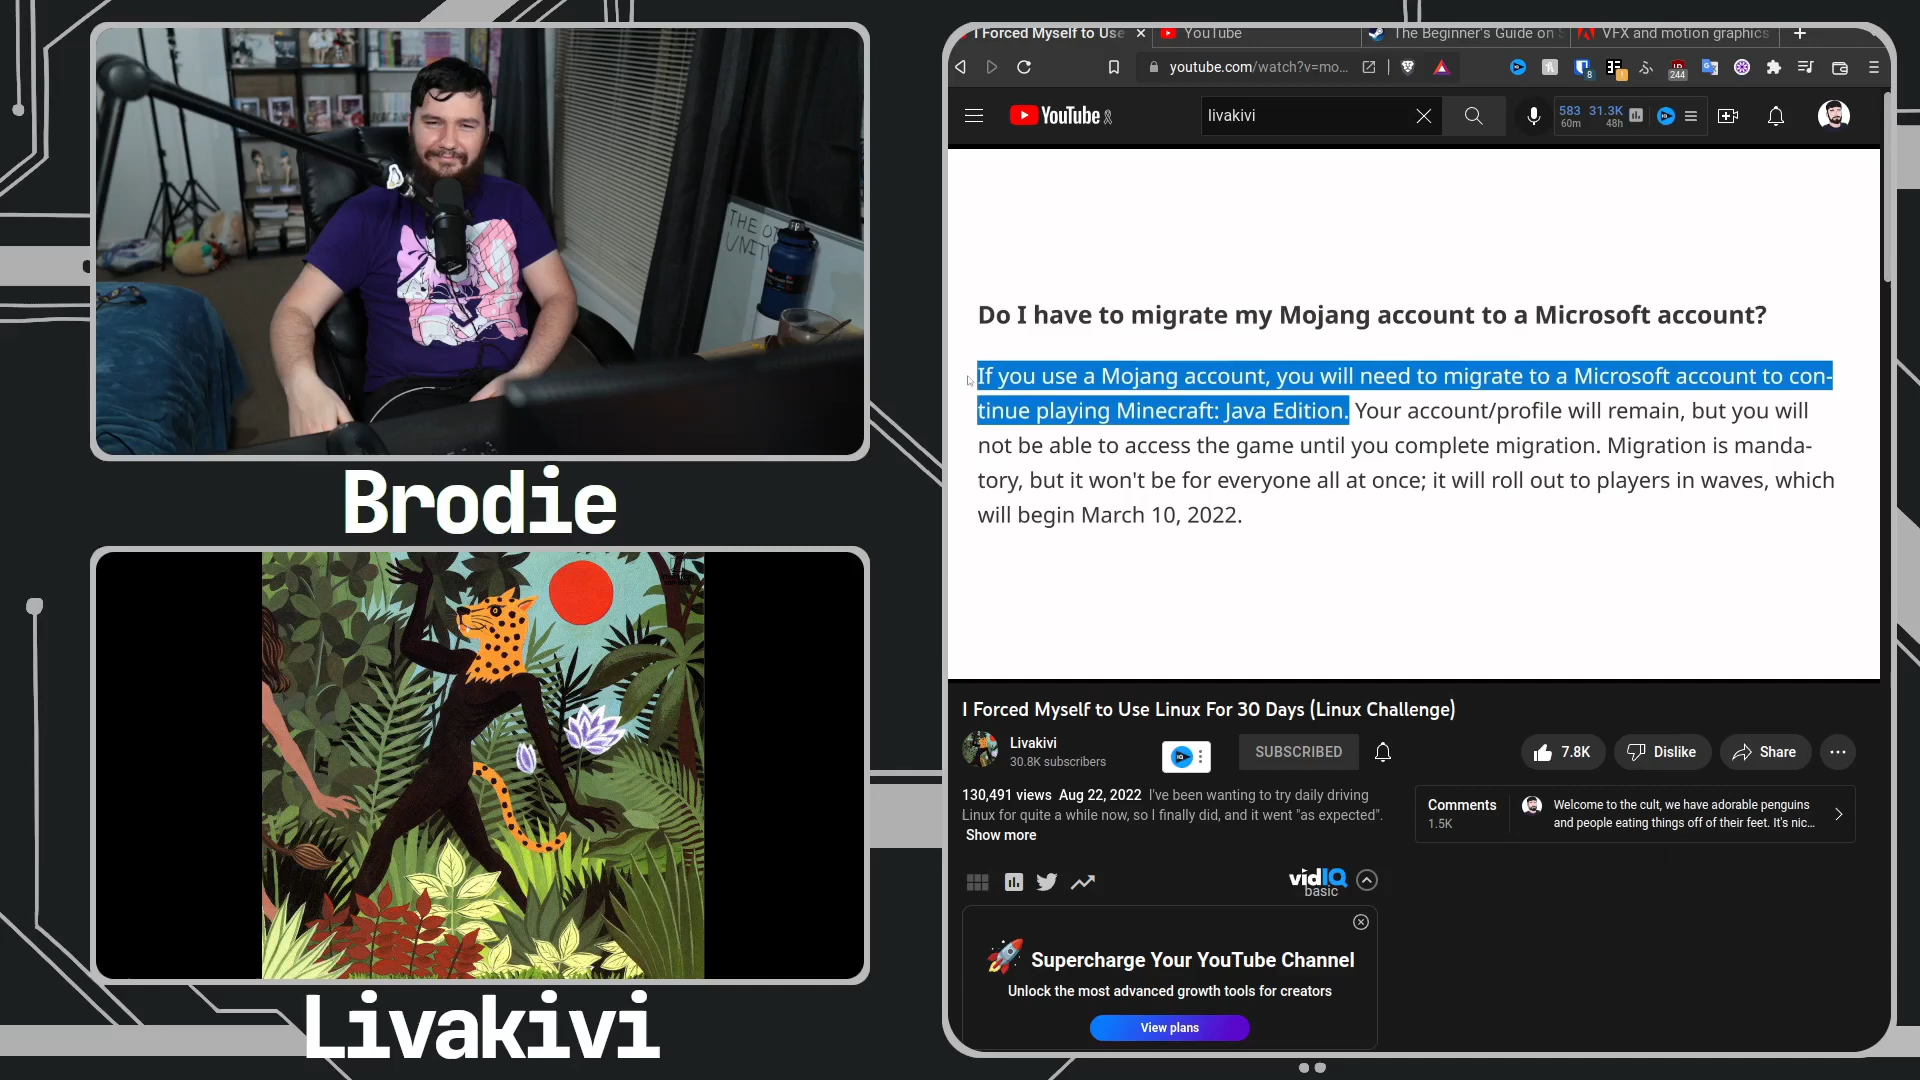 I Forced Myself to Use
YouTube
The Beginner's Guide on
VFX and motion graphics
youtube.com/watch?v=mo...
8
244
YouTube
livakivi
583 31.3K
60m 48h
Do I have to migrate my Mojang account to a Microsoft account?
If you use a Mojang account, you will need to migrate to a Microsoft account to con-
tinue playing Minecraft: Java Edition. Your account/profile will remain, but you will
not be able to access the game until you complete migration. Migration is manda-
tory, but it won't be for everyone all at once; it will roll out to players in waves, which
will begin March 10, 2022.
I Forced Myself to Use Linux For 30 Days (Linux Challenge)
Livakivi
30.8K subscribers
SUBSCRIBED
7.8K
Dislike
Share
130,491 views Aug 22, 2022 I've been wanting to try daily driving
Linux for quite a while now, so I finally did, and it went "as expected".
Show more
Comments
1.5K
Welcome to the cult, we have adorable penguins
and people eating things off of their feet. It's nic...
vidIQ
basic
Supercharge Your YouTube Channel
Unlock the most advanced growth tools for creators
View plans
THE
UNIT
Brodie
Livakivi